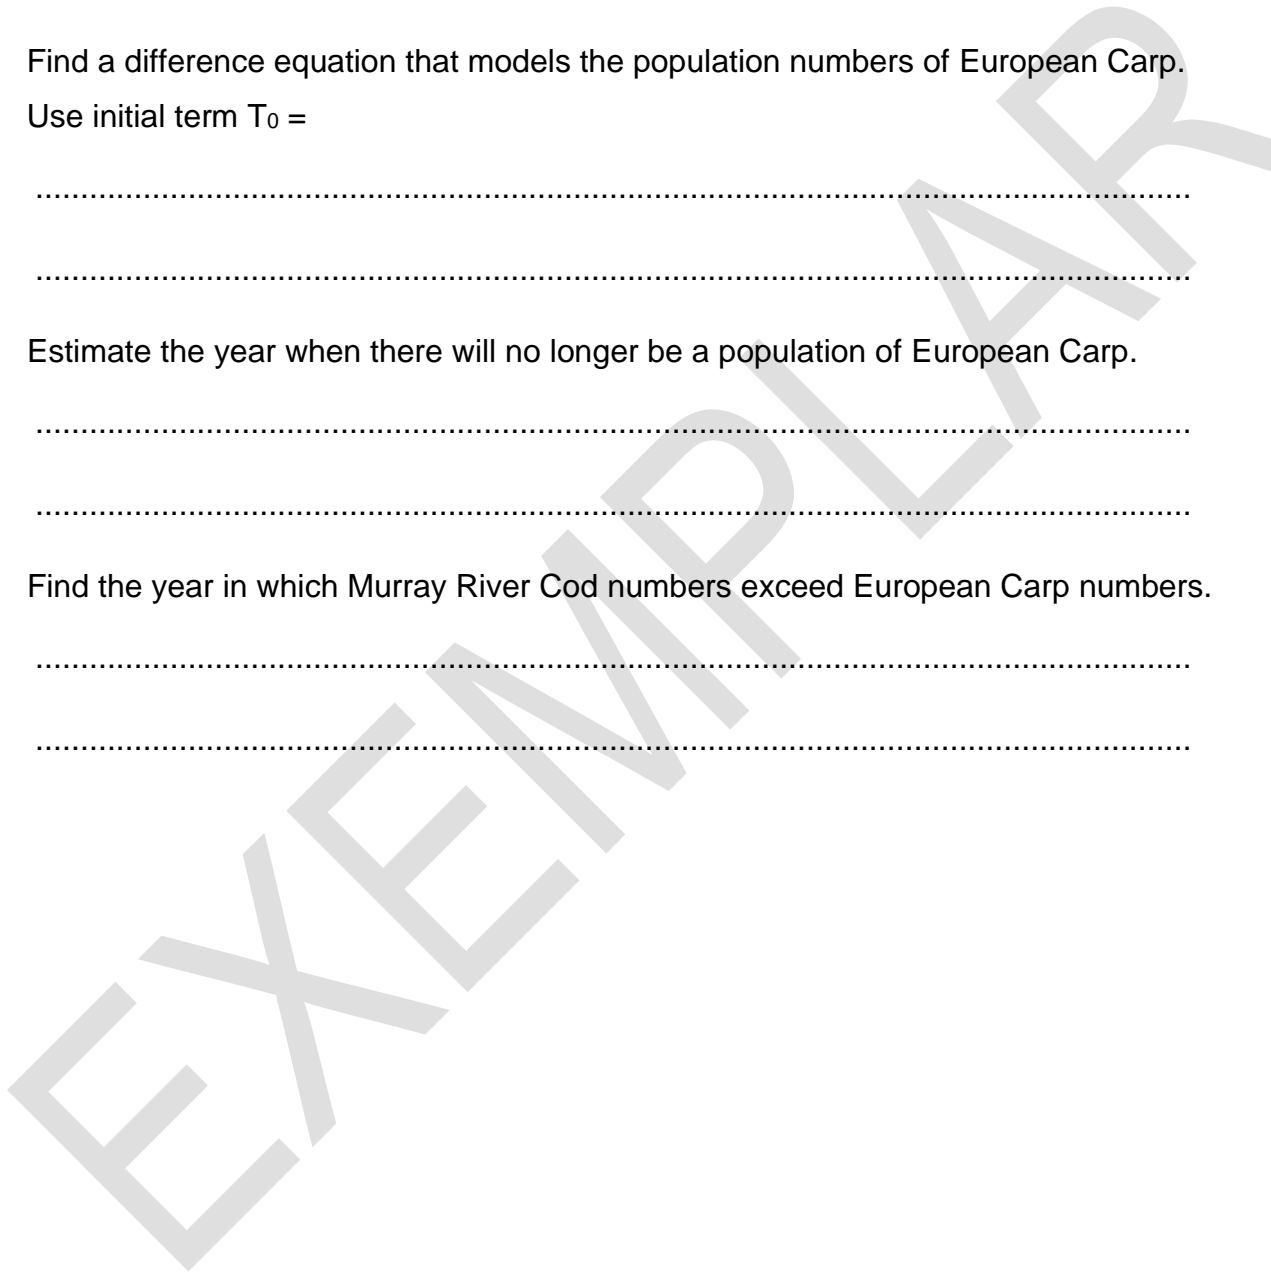 Find a difference equation that models the population numbers of European Carp.
Use initial term T₀ =
................................................................................................................................
................................................................................................................................
Estimate the year when there will no longer be a population of European Carp.
................................................................................................................................
................................................................................................................................
Find the year in which Murray River Cod numbers exceed European Carp numbers.
................................................................................................................................
................................................................................................................................
EXEMPLAR